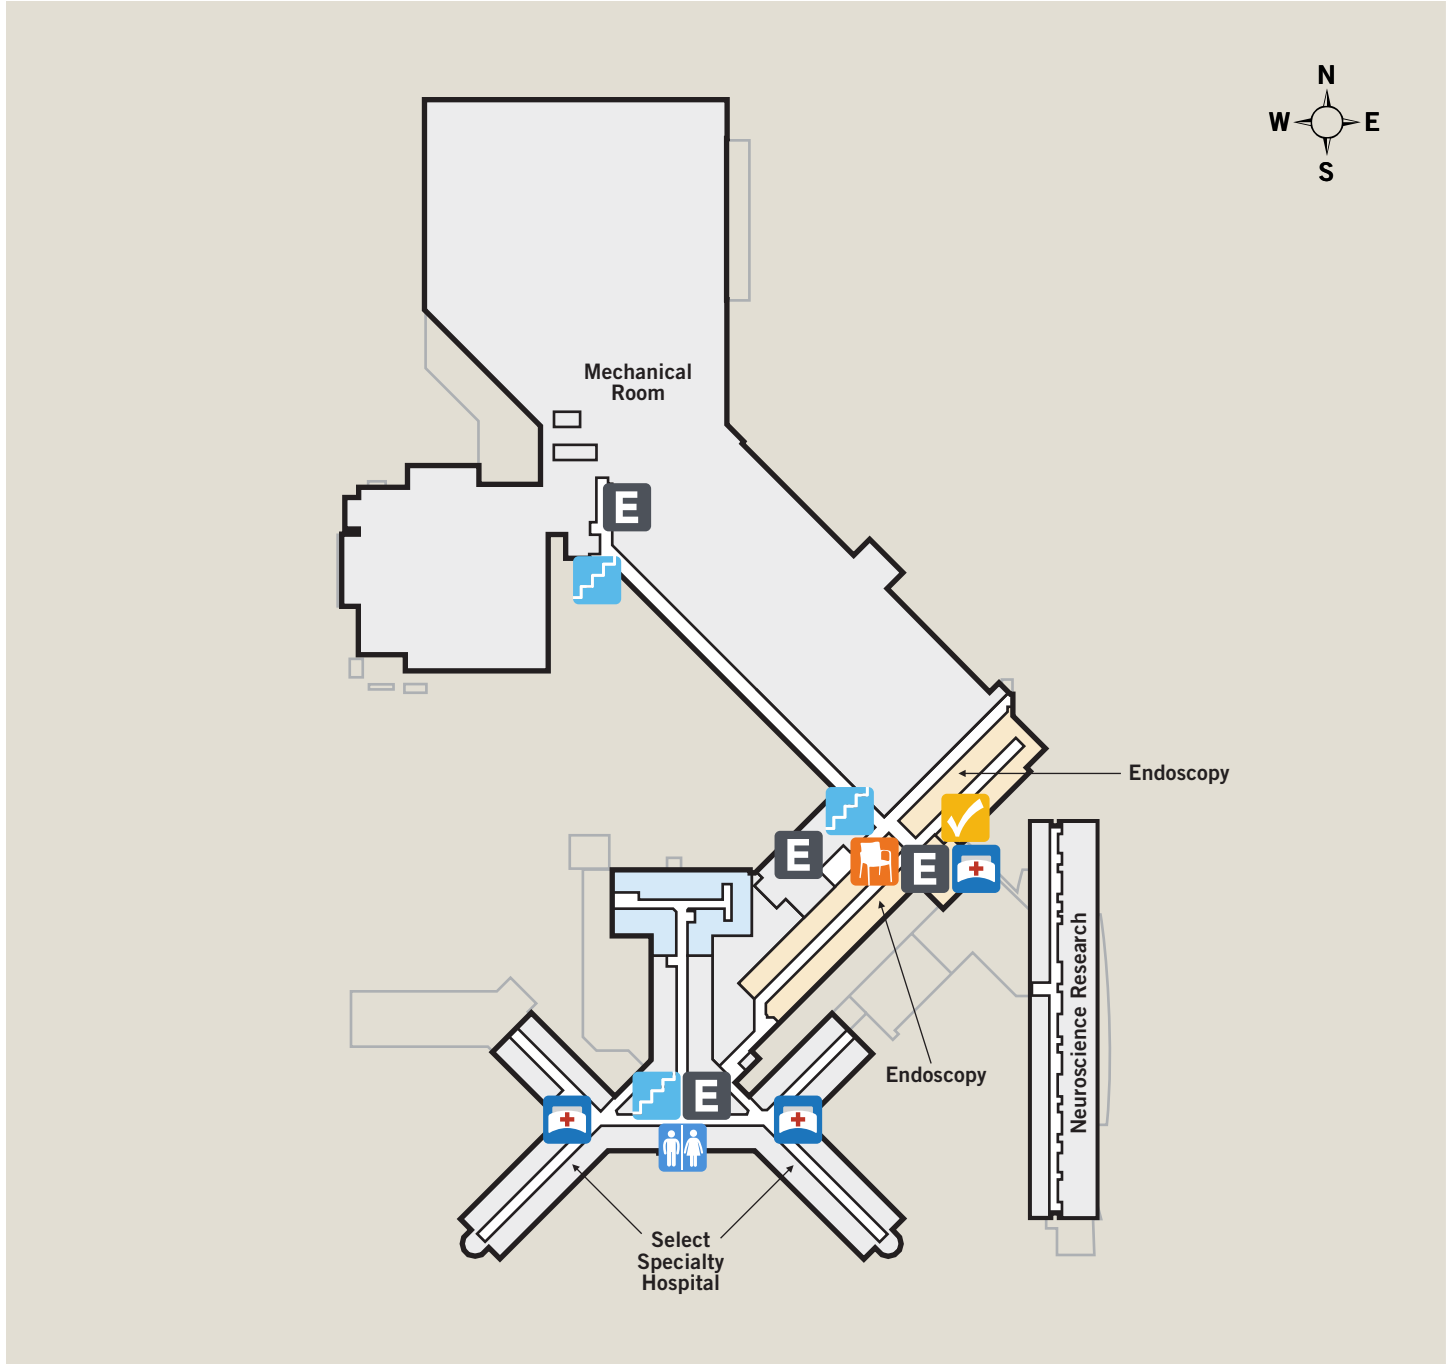 N
W E
S
Mechanical
Room
E
Endoscopy
E
E
Neuroscience Research
Endoscopy
E
Select
Specialty
Hospital